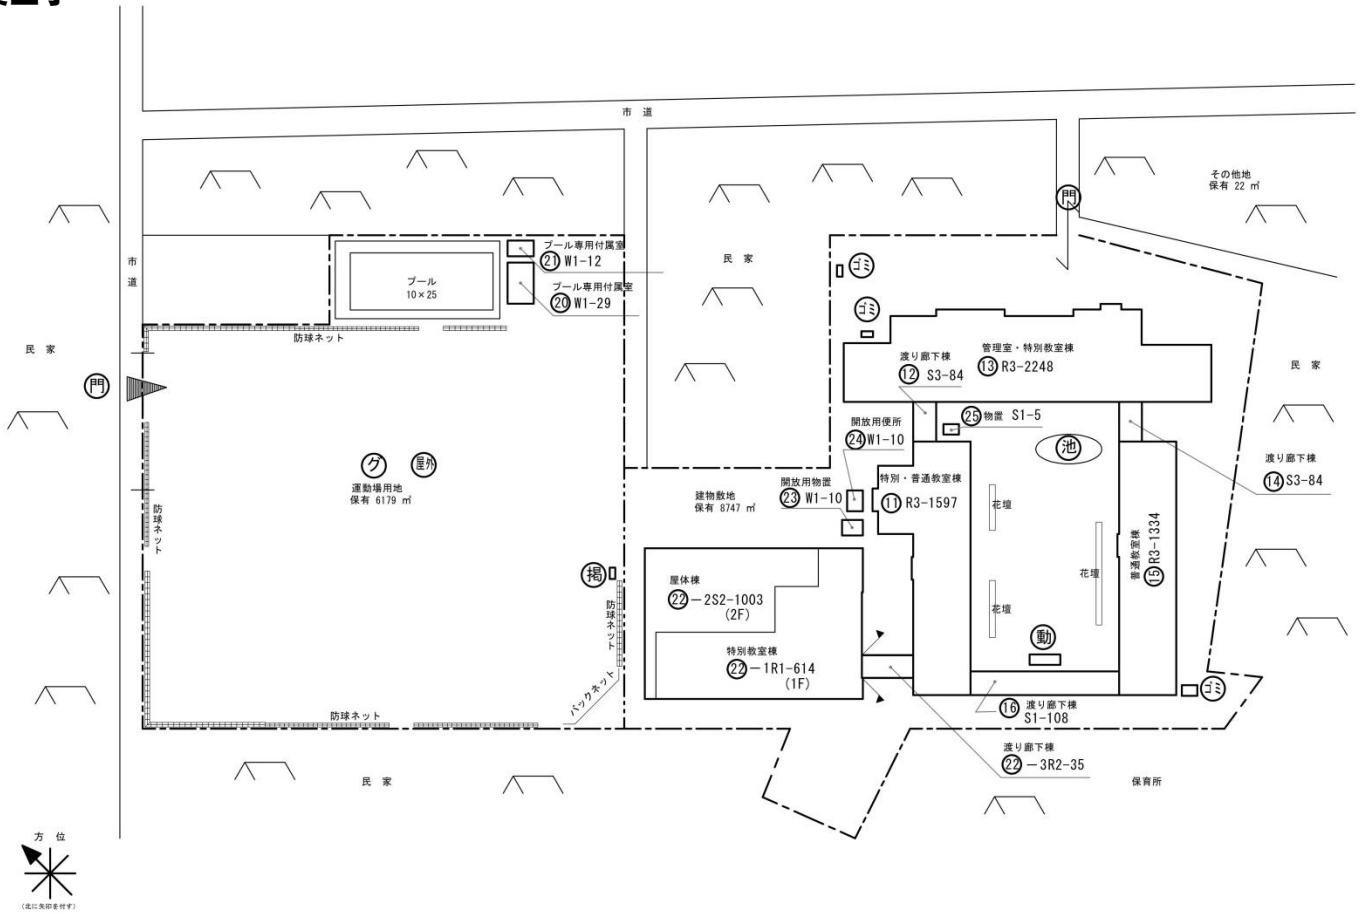 市 道
その他地
保有 22 ㎡
門
市
道
プール専用付属室
㉑ W1-12
民 家
ゴミ
プール
10×25
プール専用付属室
⑳ W1-29
ゴミ
防球ネット
民 家
管理室・特別教室棟
⑬ R3-2248
渡り廊下棟
⑫ S3-84
民 家
門
㉕ 物置 S1-5
開放用便所
㉔ W1-10
池
グ
屋外
運動場用地
保有 6179 ㎡
渡り廊下棟
⑭ S3-84
特別・普通教室棟
⑪ R3-1597
開放用物置
㉓ W1-10
建物敷地
保有 8747 ㎡
花壇
防球ネット
普通教室棟
⑮ R3-1334
掲
花壇
屋体棟
㉒－2S2-1003
(2F)
花壇
防球ネット
動
特別教室棟
㉒－1R1-614
(1F)
ゴミ
バックネット
防球ネット
⑯ 渡り廊下棟
S1-108
渡り廊下棟
㉒－3R2-35
民 家
保育所
方 位
(北に矢印を付す)